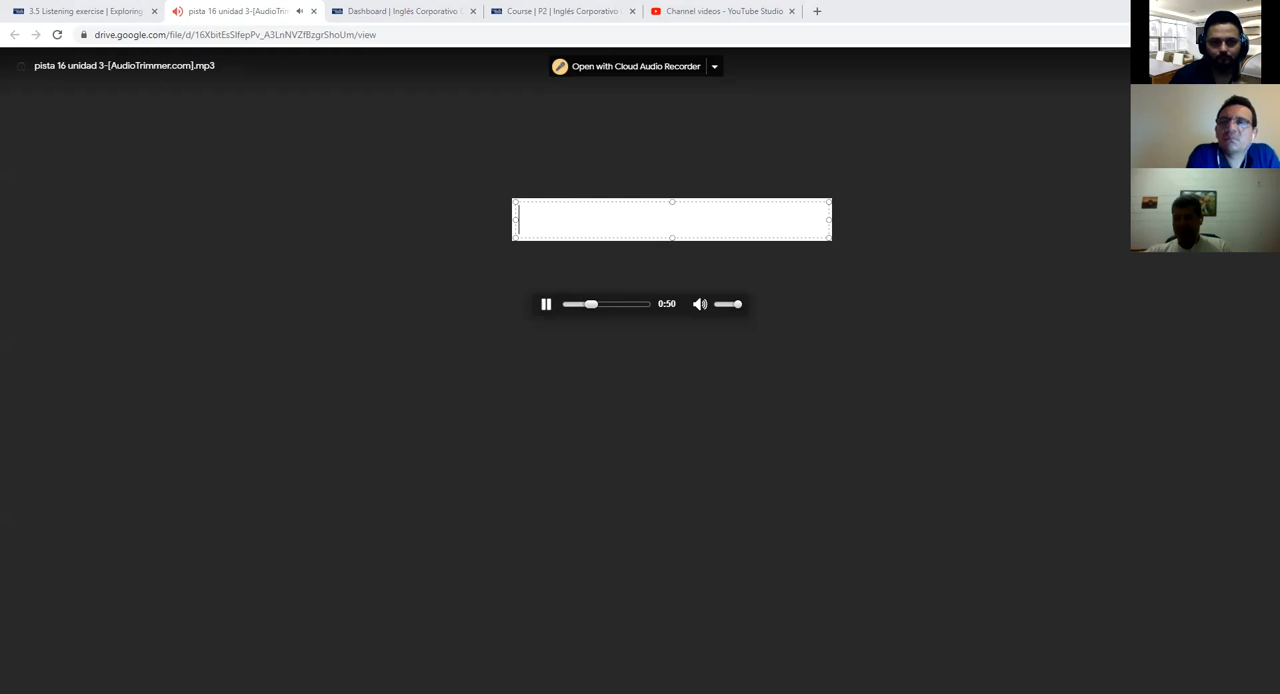 3.5 Listening exercise | Exploring
pista 16 unidad 3-[AudioTrim
Dashboard | Inglés Corporativo
Course | P2 | Inglés Corporativo
Channel videos - YouTube Studio
drive.google.com/file/d/16XbitEsSIfepPv_A3LnNVZfBzgrShoUm/view
pista 16 unidad 3-[AudioTrimmer.com].mp3
Open with Cloud Audio Recorder
0:50